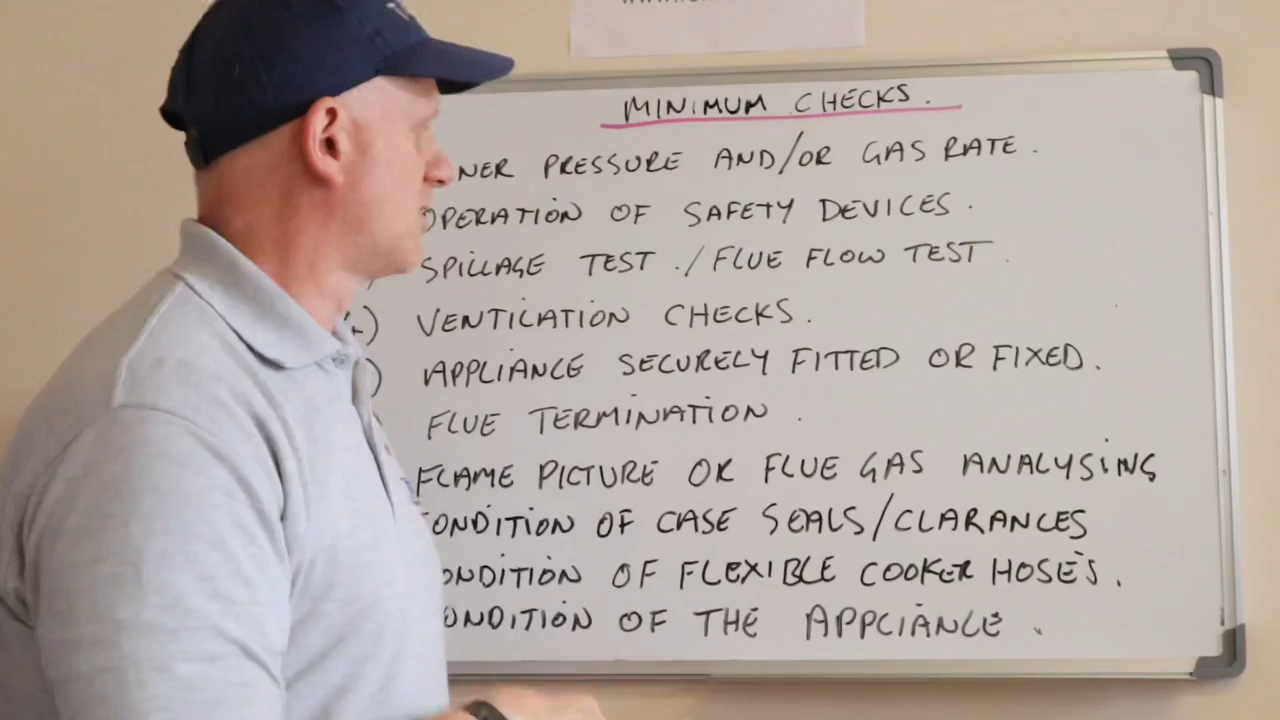 MINIMUM CHECKS.
NER PRESSURE AND/OR GAS RATE.
OPERATION OF SAFETY DEVICES.
SPILLAGE TEST ./FLUE FLOW TEST
) VENTILATION CHECKS.
) APPLIANCE SECURELY FITTED OR FIXED.
FLUE TERMINATION.
FLAME PICTURE OR FLUE GAS ANALYSING
ONDITION OF CASE SEALS/CLARANCES
ONDITION OF FLEXIBLE COOKER HOSES.
ONDITION OF THE APPLIANCE.